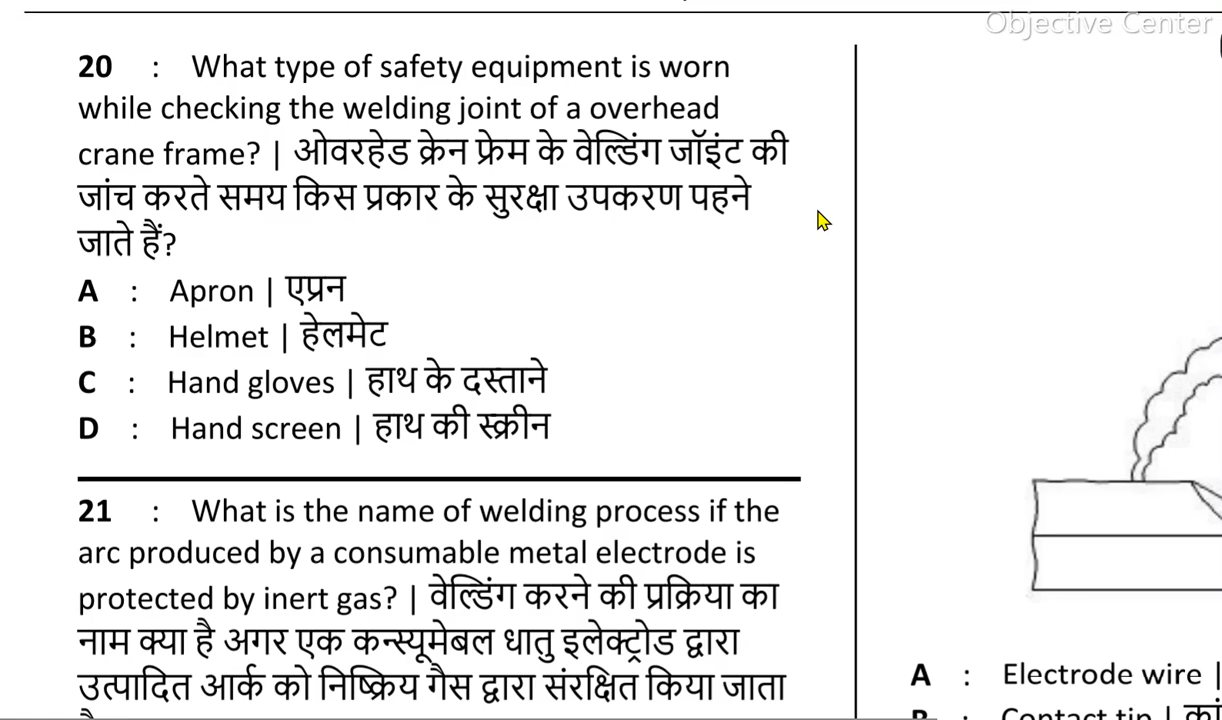 Objective Center
20 : What type of safety equipment is worn
while checking the welding joint of a overhead
crane frame? | ओवरहेड क्रेन फ्रेम के वेल्डिंग जॉइंट की
जांच करते समय किस प्रकार के सुरक्षा उपकरण पहने
जाते हैं?
A : Apron | एप्रन
B : Helmet | हेलमेट
C : Hand gloves | हाथ के दस्ताने
D : Hand screen | हाथ की स्क्रीन
21 : What is the name of welding process if the
arc produced by a consumable metal electrode is
protected by inert gas? | वेल्डिंग करने की प्रक्रिया का
नाम क्या है अगर एक कन्स्यूमेबल धातु इलेक्ट्रोड द्वारा
उत्पादित आर्क को निष्क्रिय गैस द्वारा संरक्षित किया जाता
A : Electrode wire |
B : Contact tip |